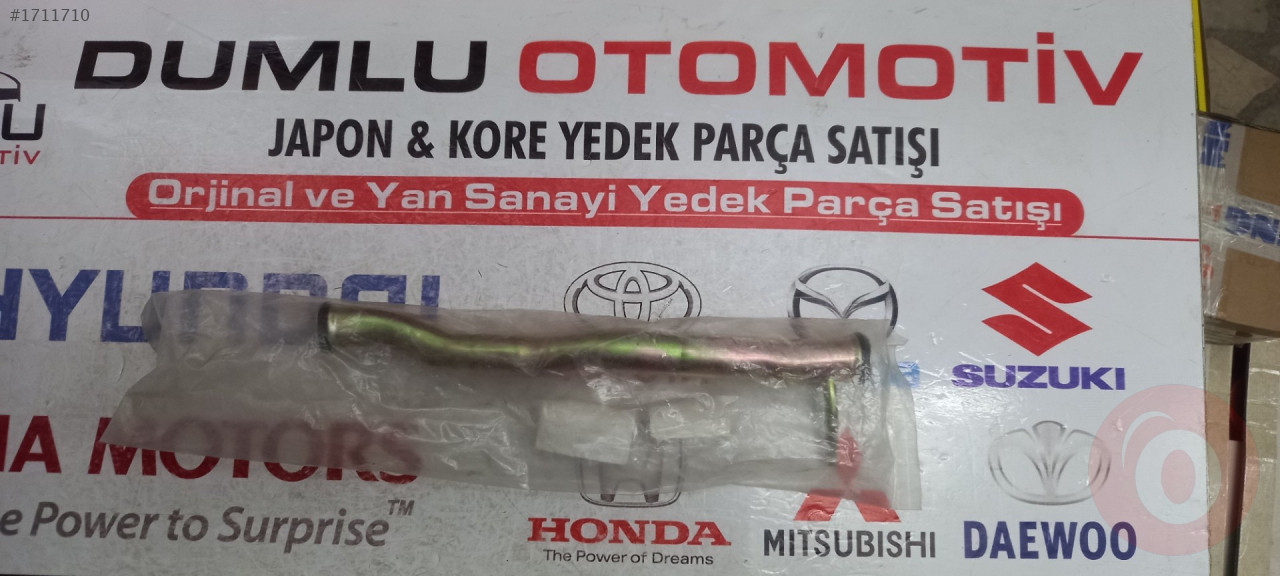 #1711710
DUMLU OTOMOTİV
JAPON & KORE YEDEK PARÇA SATIŞI
Orjinal ve Yan Sanayi Yedek Parça Satışı
HYUNDAI
SUZUKI
MOTORS
Power to Surprise™
HONDA
The Power of Dreams
MITSUBISHI
DAEWOO